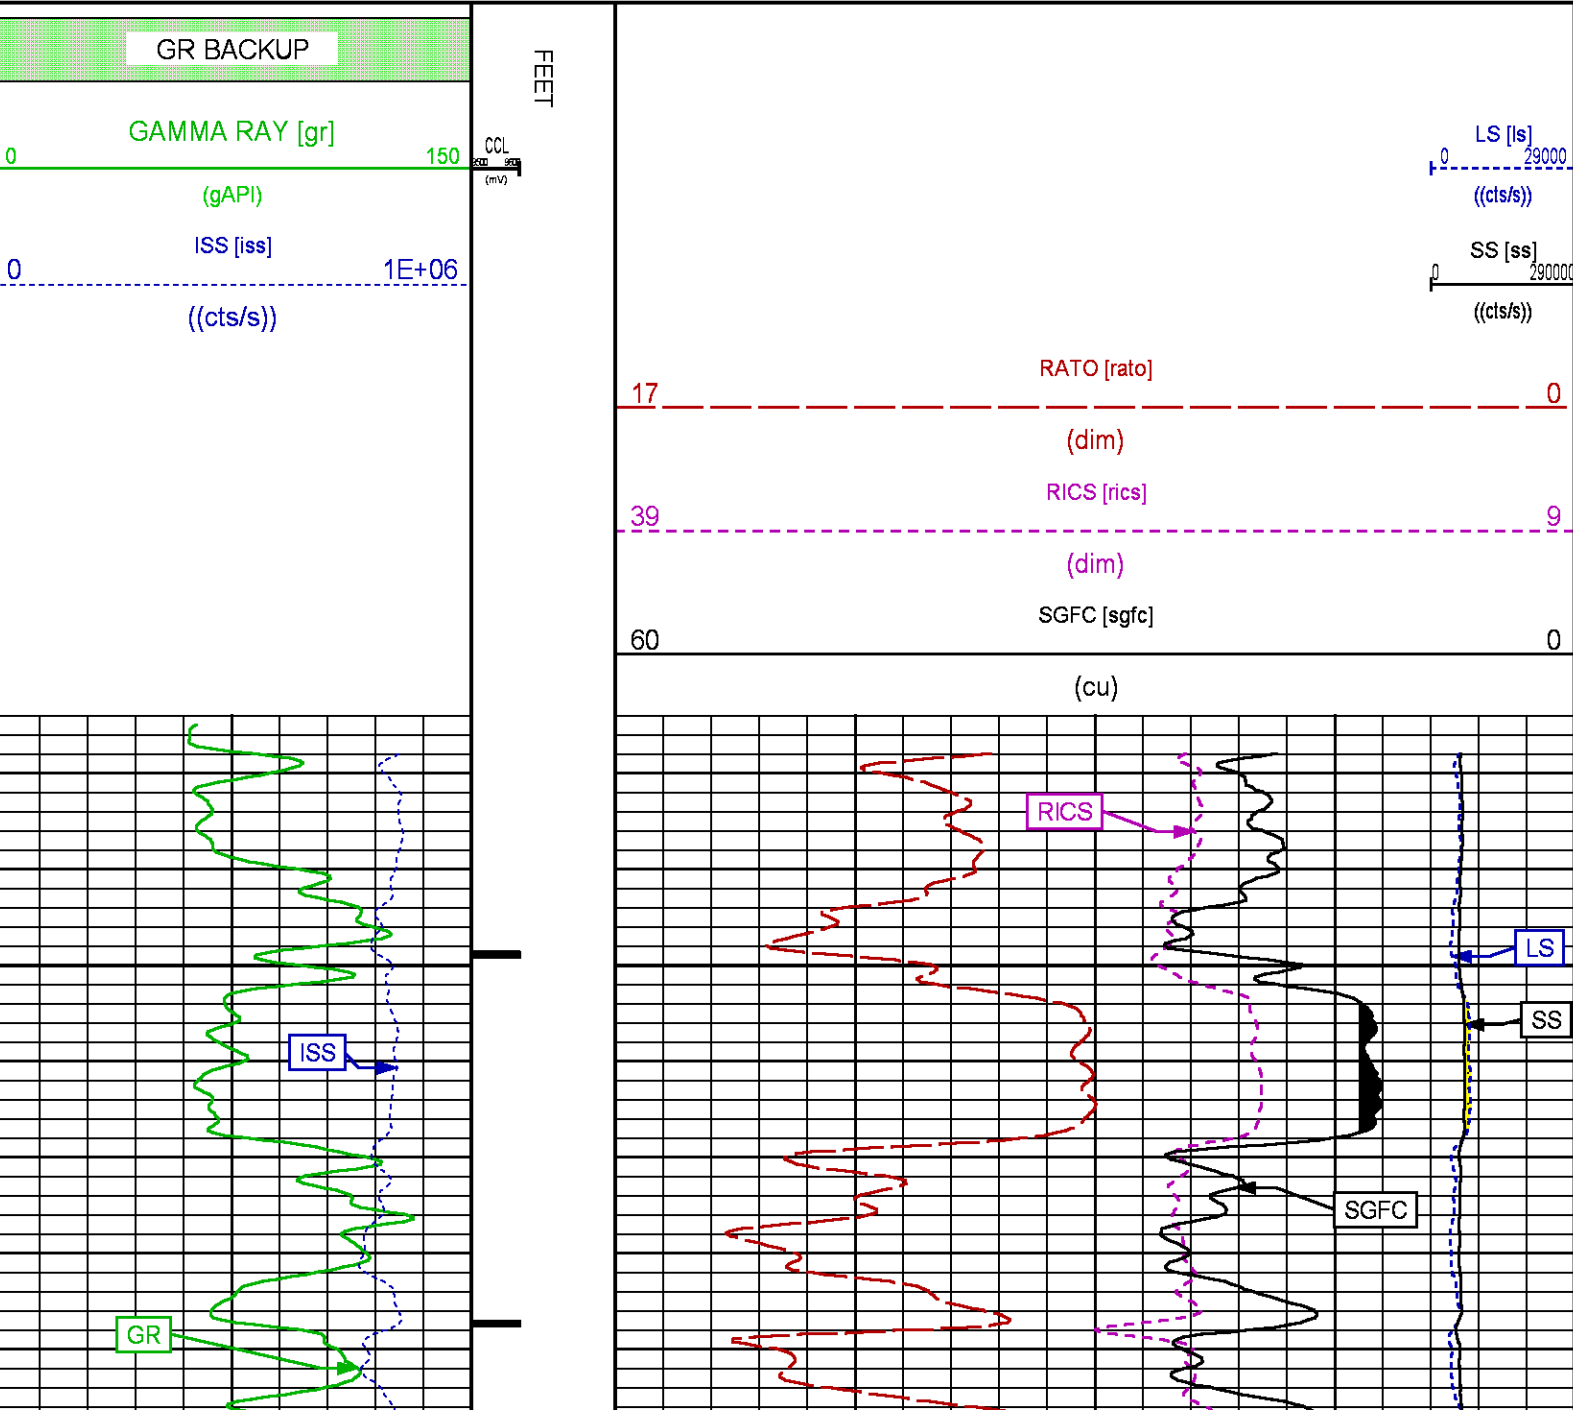 GR BACKUP
GAMMA RAY [gr]
0 150
(gAPI)
ISS [iss]
0 1E+06
((cts/s))
FEET
CCL
(mV)
LS [ls]
0 29000
((cts/s))
SS [ss]
0 290000
((cts/s))
RATO [rato]
17 0
(dim)
RICS [rics]
39 9
(dim)
SGFC [sgfc]
60 0
(cu)
RICS
LS
SS
ISS
SGFC
GR